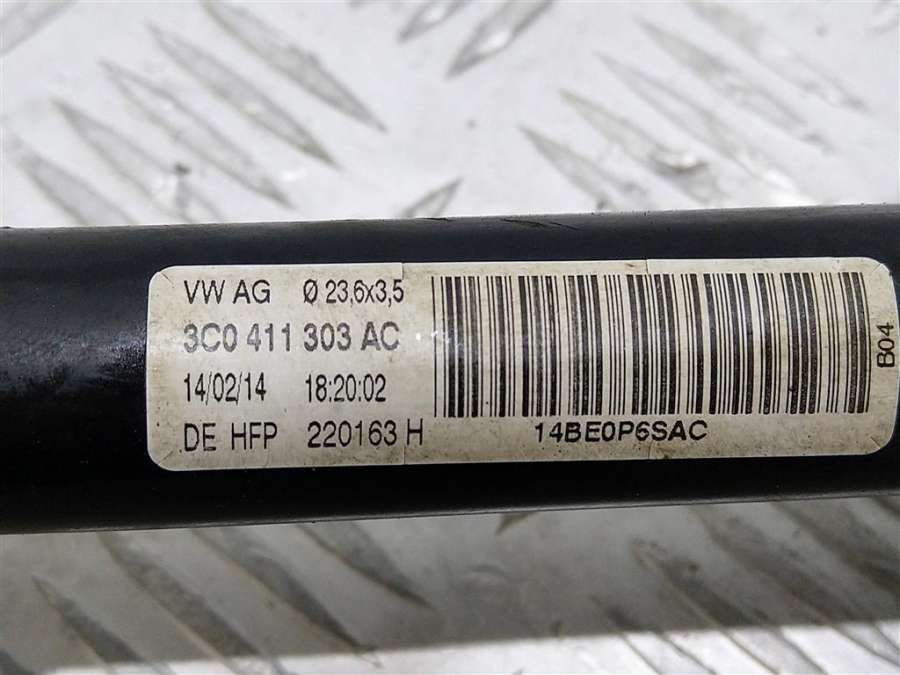 VW AG Ø 23,6x3,5
3C0 411 303 AC
14/02/14 18:20:02
DE HFP 220163 H
14BE0P6SAC
B04